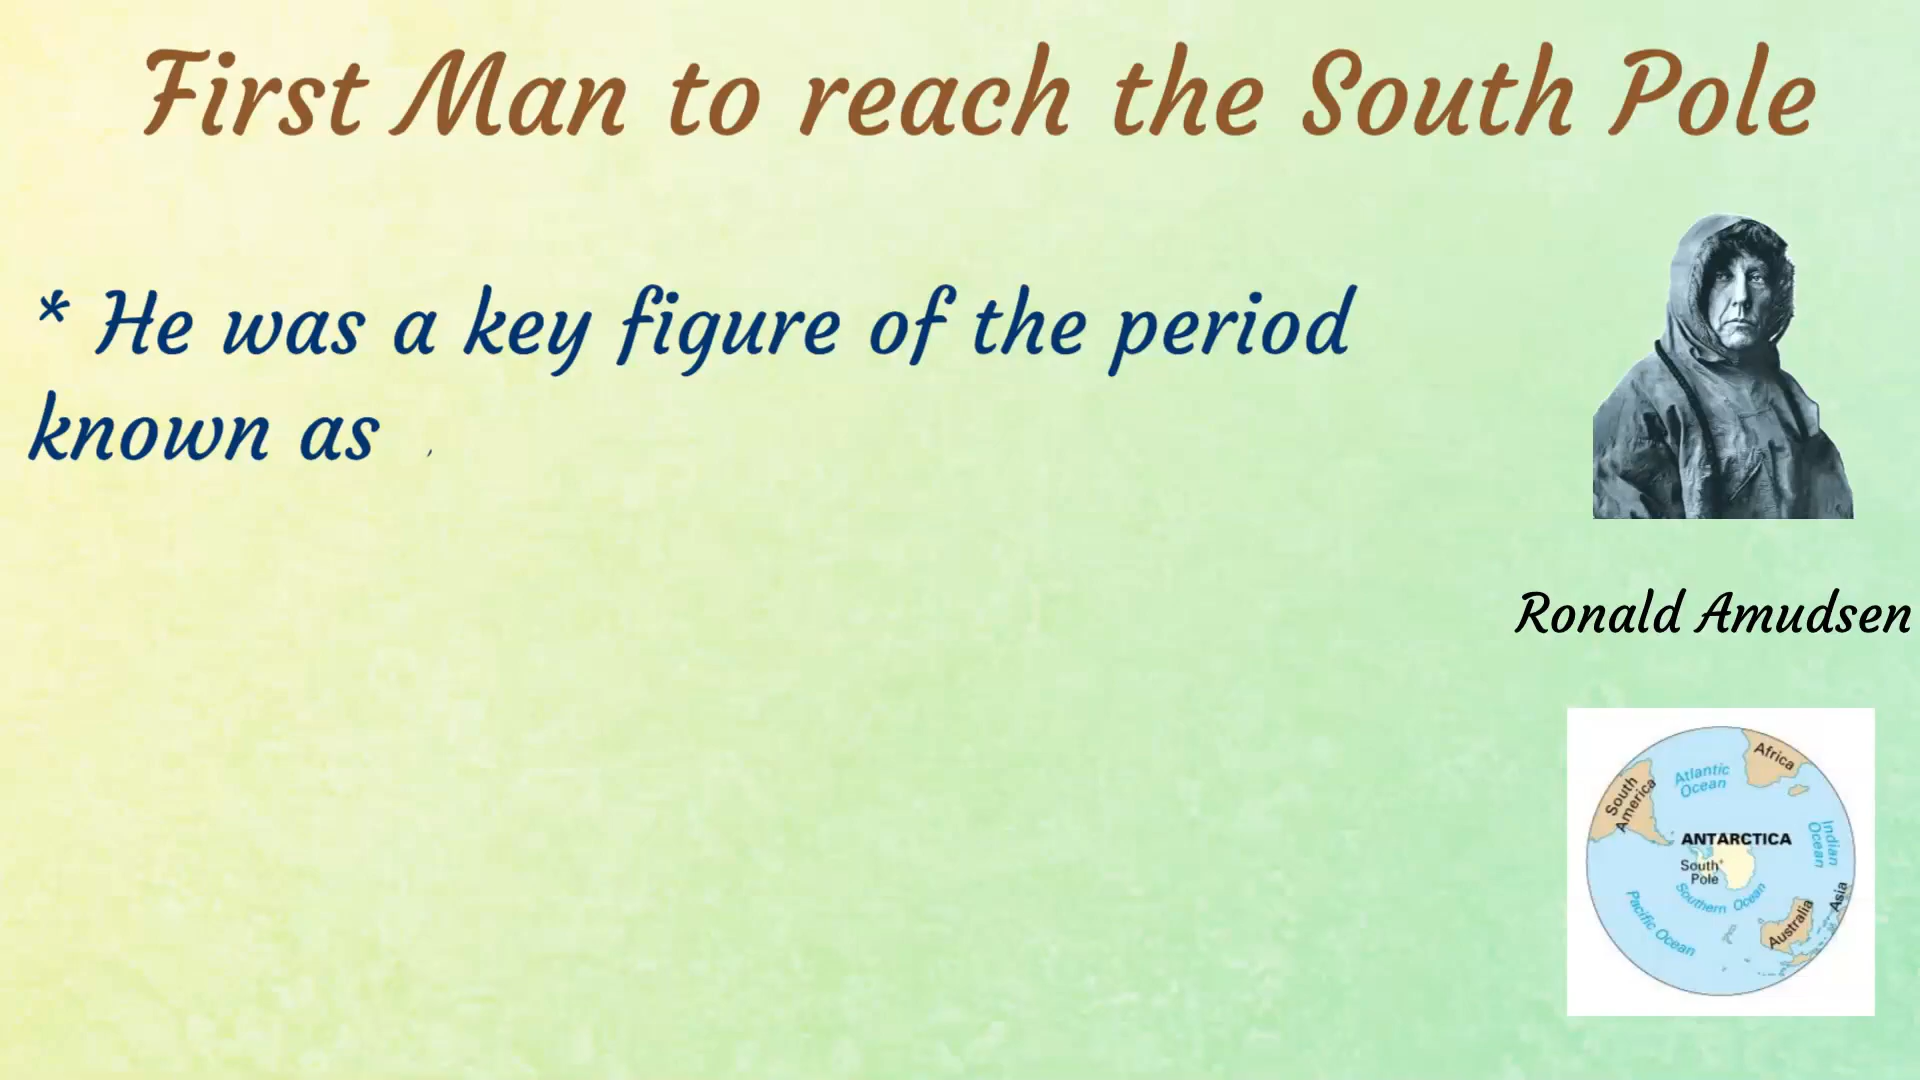 First Man to reach the South Pole
* He was a key figure of the period
known as
Ronald Amudsen
Africa
Atlantic
Ocean
South
America
Indian
Ocean
ANTARCTICA
South
Pole
Southern Ocean
Asia
Pacific Ocean
Australia